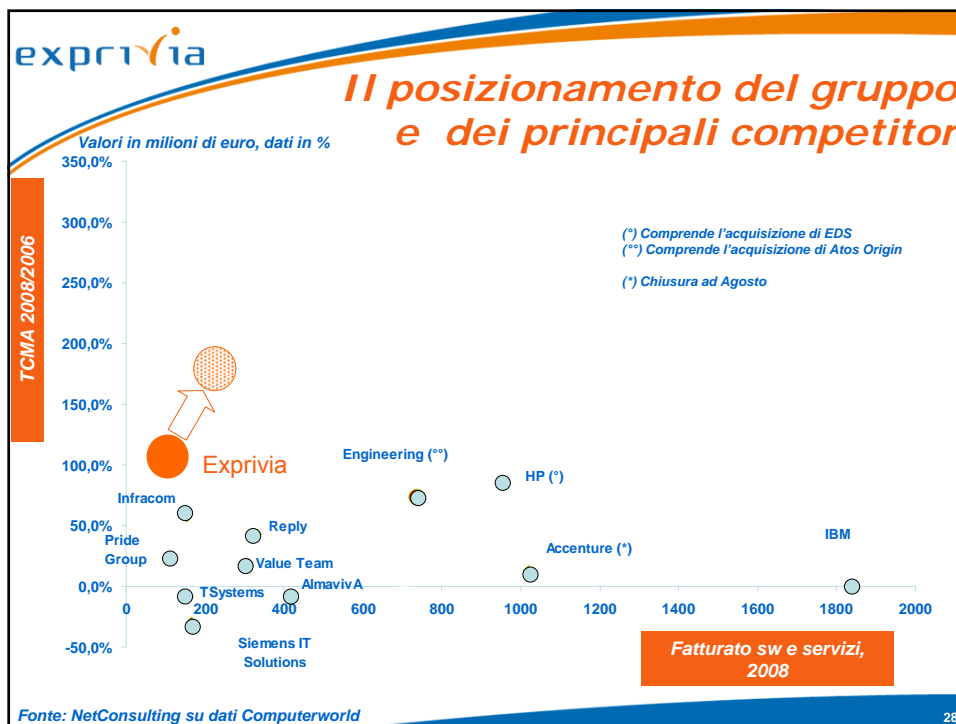 exprivia
Il posizionamento del gruppo
e dei principali competitor
Valori in milioni di euro, dati in %
350,0%
300,0%
250,0%
200,0%
150,0%
100,0%
50,0%
0,0%
-50,0%
TCMA 2008/2006
(°) Comprende l'acquisizione di EDS
(°°) Comprende l'acquisizione di Atos Origin
(*) Chiusura ad Agosto
Exprivia
Engineering (°°)
HP (°)
Infracom
Reply
IBM
Pride
Group
Value Team
Accenture (*)
TSystems
AlmavivA
0 200 400 600 800 1000 1200 1400 1600 1800 2000
Siemens IT
Solutions
Fatturato sw e servizi,
2008
Fonte: NetConsulting su dati Computerworld
28